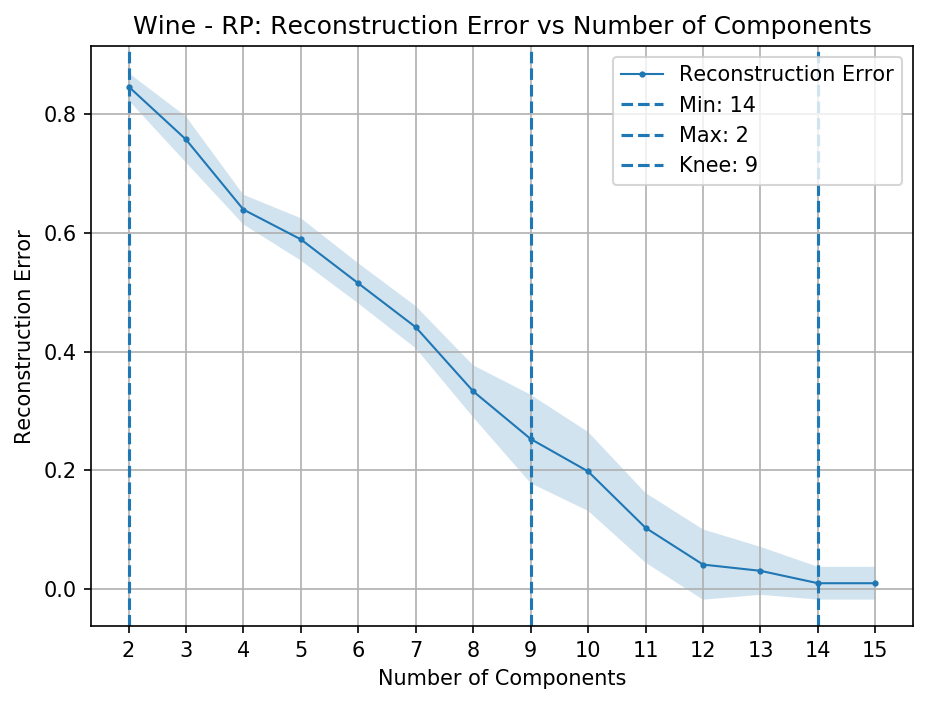 Wine - RP: Reconstruction Error vs Number of Components
Reconstruction Error
Min: 14
Max: 2
Knee: 9
0.8
0.6
0.4
0.2
0.0
Reconstruction Error
2 3 4 5 6 7 8 9 10 11 12 13 14 15
Number of Components